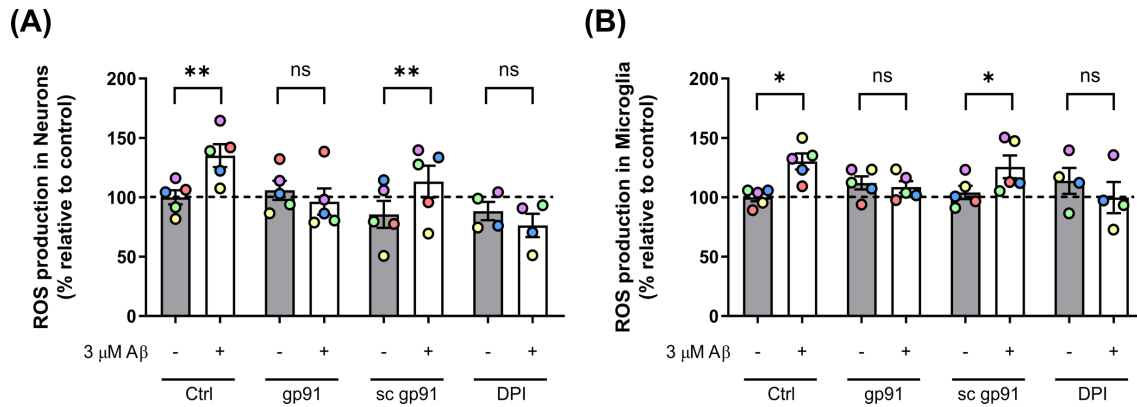 (A)
ROS production in Neurons
(% relative to control)
200
150
100
50
0
** ns ** ns
3 μM Aβ - + - + - + - +
Ctrl gp91 sc gp91 DPI
(B)
ROS production in Microglia
(% relative to control)
200
150
100
50
0
* ns * ns
3 μM Aβ - + - + - + - +
Ctrl gp91 sc gp91 DPI